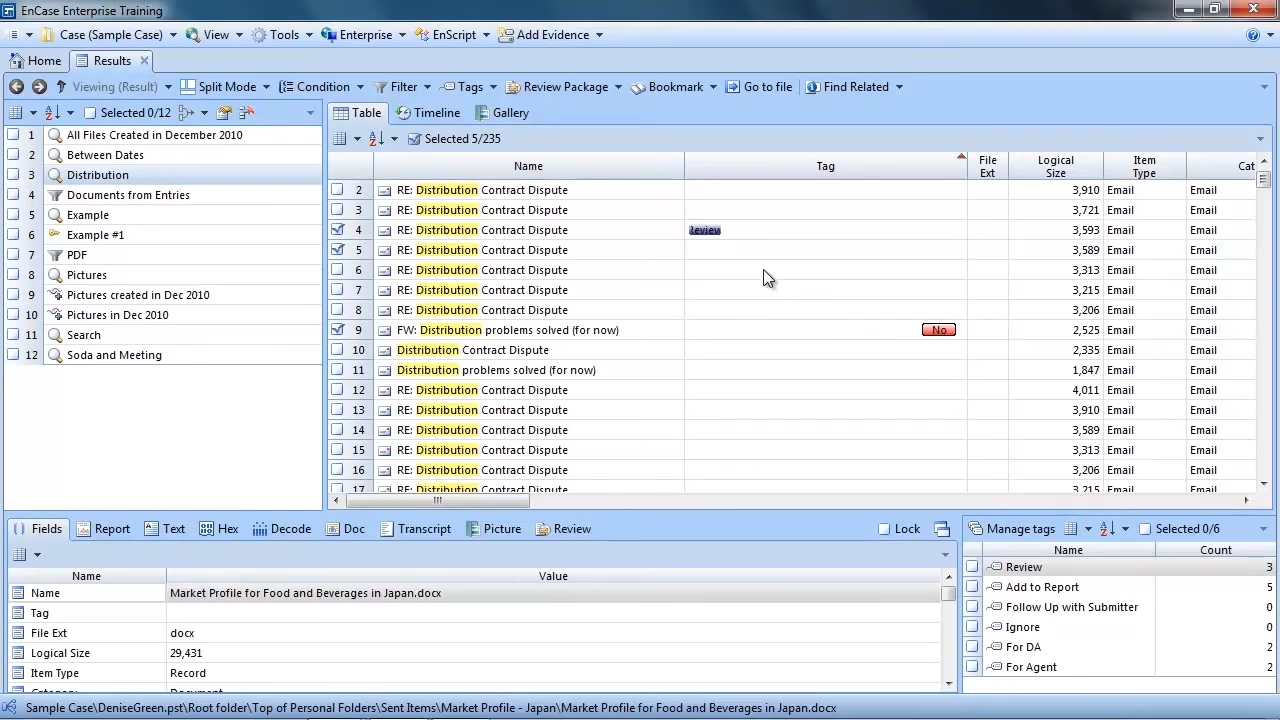 EnCase Enterprise Training
Case (Sample Case) View Tools Enterprise EnScript Add Evidence
Home Results
Viewing (Result) Split Mode Condition Filter Tags Review Package Bookmark Go to file Find Related
Selected 0/12
1 All Files Created in December 2010
2 Between Dates
3 Distribution
4 Documents from Entries
5 Example
6 Example #1
7 PDF
8 Pictures
9 Pictures created in Dec 2010
10 Pictures in Dec 2010
11 Search
12 Soda and Meeting
Table Timeline Gallery
Selected 5/235
Name Tag File Ext Logical Size Item Type Cat
2 RE: Distribution Contract Dispute 3,910 Email Email
3 RE: Distribution Contract Dispute 3,721 Email Email
4 RE: Distribution Contract Dispute 3,593 Email Email
5 RE: Distribution Contract Dispute 3,589 Email Email
6 RE: Distribution Contract Dispute 3,313 Email Email
7 RE: Distribution Contract Dispute 3,215 Email Email
8 RE: Distribution Contract Dispute 3,206 Email Email
9 FW: Distribution problems solved (for now) No 2,525 Email Email
10 Distribution Contract Dispute 2,335 Email Email
11 Distribution problems solved (for now) 1,847 Email Email
12 RE: Distribution Contract Dispute 4,011 Email Email
13 RE: Distribution Contract Dispute 3,910 Email Email
14 RE: Distribution Contract Dispute 3,589 Email Email
15 RE: Distribution Contract Dispute 3,313 Email Email
16 RE: Distribution Contract Dispute 3,206 Email Email
17 RE: Distribution Contract Dispute 3,215 Email Email
Fields Report Text Hex Decode Doc Transcript Picture Review Lock
Name Value
Name Market Profile for Food and Beverages in Japan.docx
Tag
File Ext docx
Logical Size 29,431
Item Type Record
Category Document
Manage tags Selected 0/6
Name Count
Review 3
Add to Report 5
Follow Up with Submitter 0
Ignore 0
For DA 2
For Agent 2
Sample Case\DeniseGreen.pst\Root folder\Top of Personal Folders\Sent Items\Market Profile - Japan\Market Profile for Food and Beverages in Japan.docx